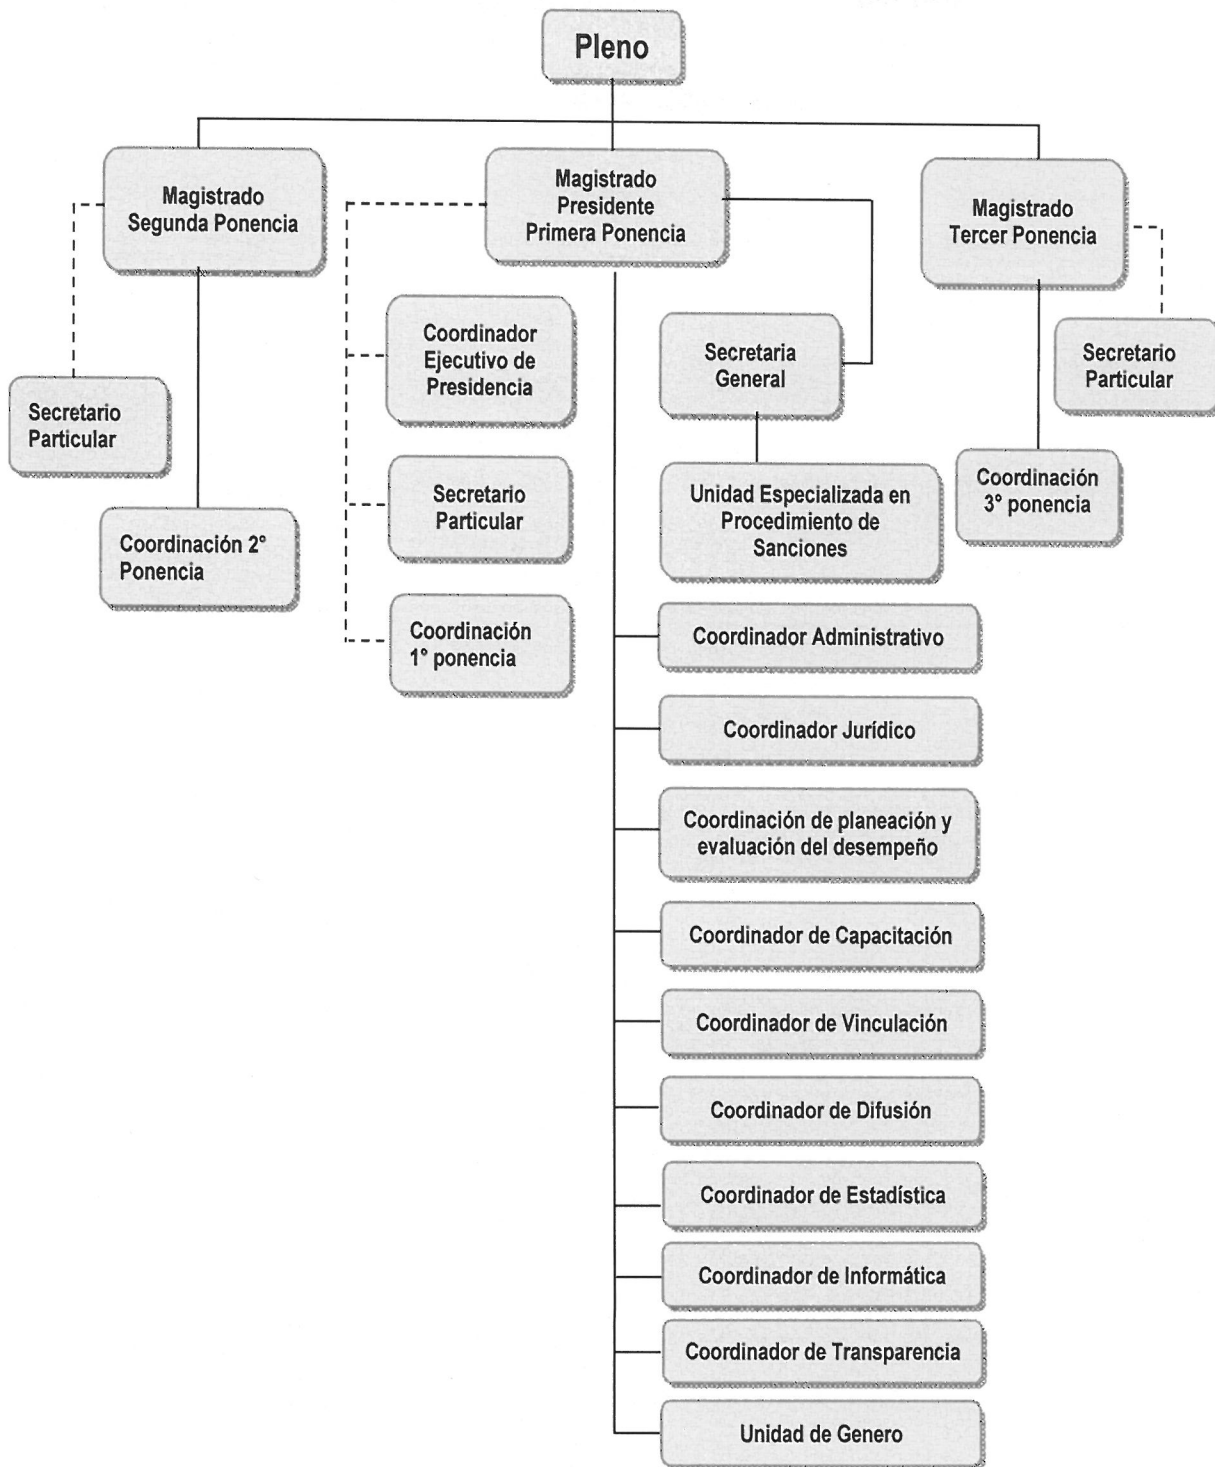 Pleno
Magistrado
Segunda Ponencia
Magistrado
Presidente
Primera Ponencia
Magistrado
Tercer Ponencia
Coordinador
Ejecutivo de
Presidencia
Secretaria
General
Secretario
Particular
Secretario
Particular
Secretario
Particular
Unidad Especializada en
Procedimiento de
Sanciones
Coordinación
3° ponencia
Coordinación 2°
Ponencia
Coordinación
1° ponencia
Coordinador Administrativo
Coordinador Jurídico
Coordinación de planeación y
evaluación del desempeño
Coordinador de Capacitación
Coordinador de Vinculación
Coordinador de Difusión
Coordinador de Estadística
Coordinador de Informática
Coordinador de Transparencia
Unidad de Genero